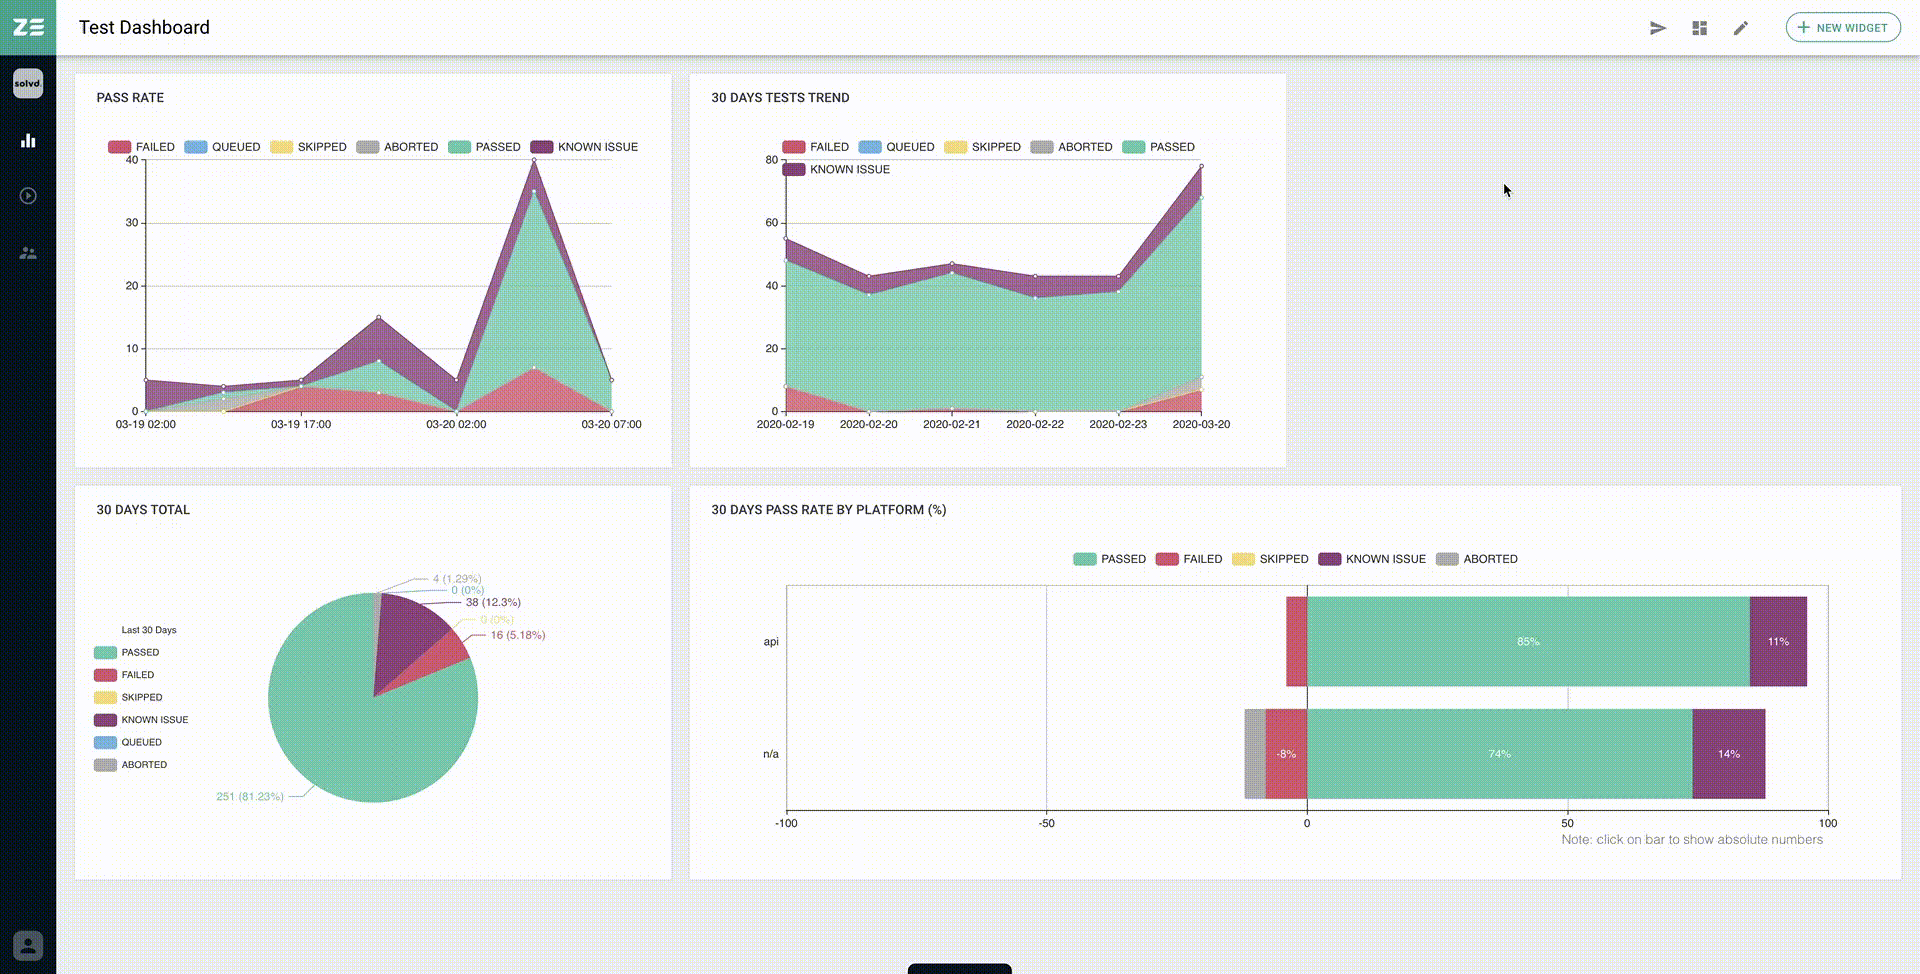 ZE Test Dashboard + NEW WIDGET
solvd.
PASS RATE
FAILED QUEUED SKIPPED ABORTED PASSED KNOWN ISSUE
40
30
20
10
0
03-19 02:00 03-19 17:00 03-20 02:00 03-20 07:00
30 DAYS TESTS TREND
FAILED QUEUED SKIPPED ABORTED PASSED
80
KNOWN ISSUE
60
40
20
0
2020-02-19 2020-02-20 2020-02-21 2020-02-22 2020-02-23 2020-03-20
30 DAYS TOTAL
4 (1.29%)
0 (0%)
38 (12.3%)
0 (0%)
16 (5.18%)
Last 30 Days
PASSED
FAILED
SKIPPED
KNOWN ISSUE
QUEUED
ABORTED
251 (81.23%)
30 DAYS PASS RATE BY PLATFORM (%)
PASSED FAILED SKIPPED KNOWN ISSUE ABORTED
api 85% 11%
n/a -8% 74% 14%
-100 -50 0 50 100
Note: click on bar to show absolute numbers